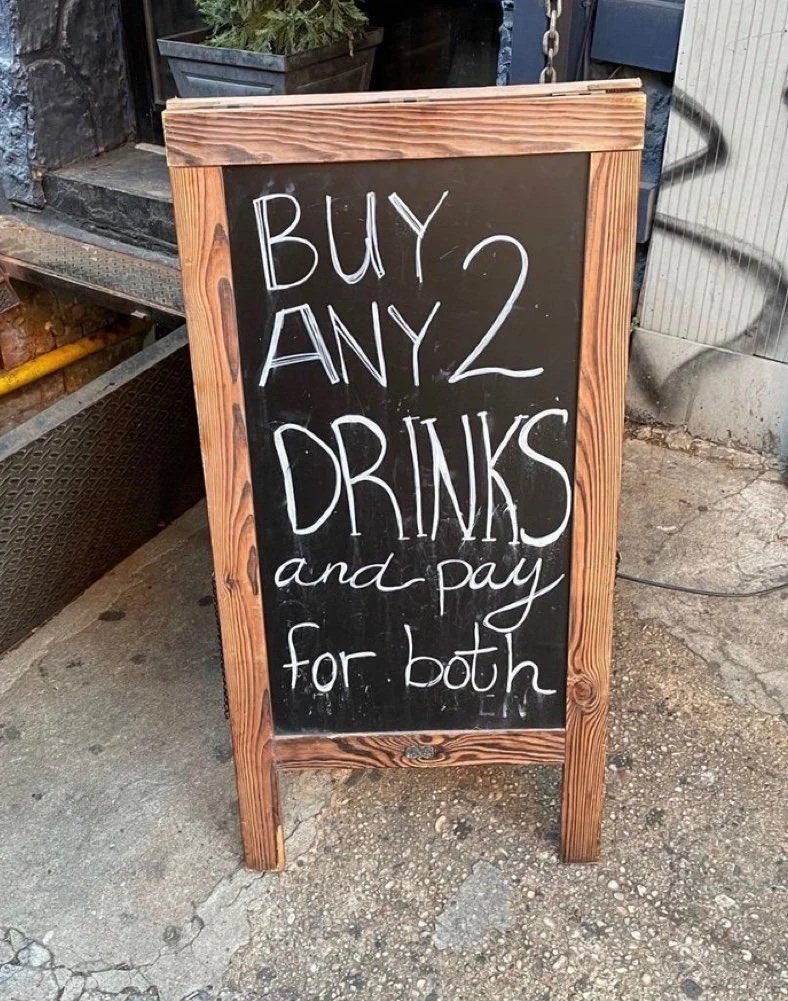 BUY
ANY 2
DRINKS
and pay
for both